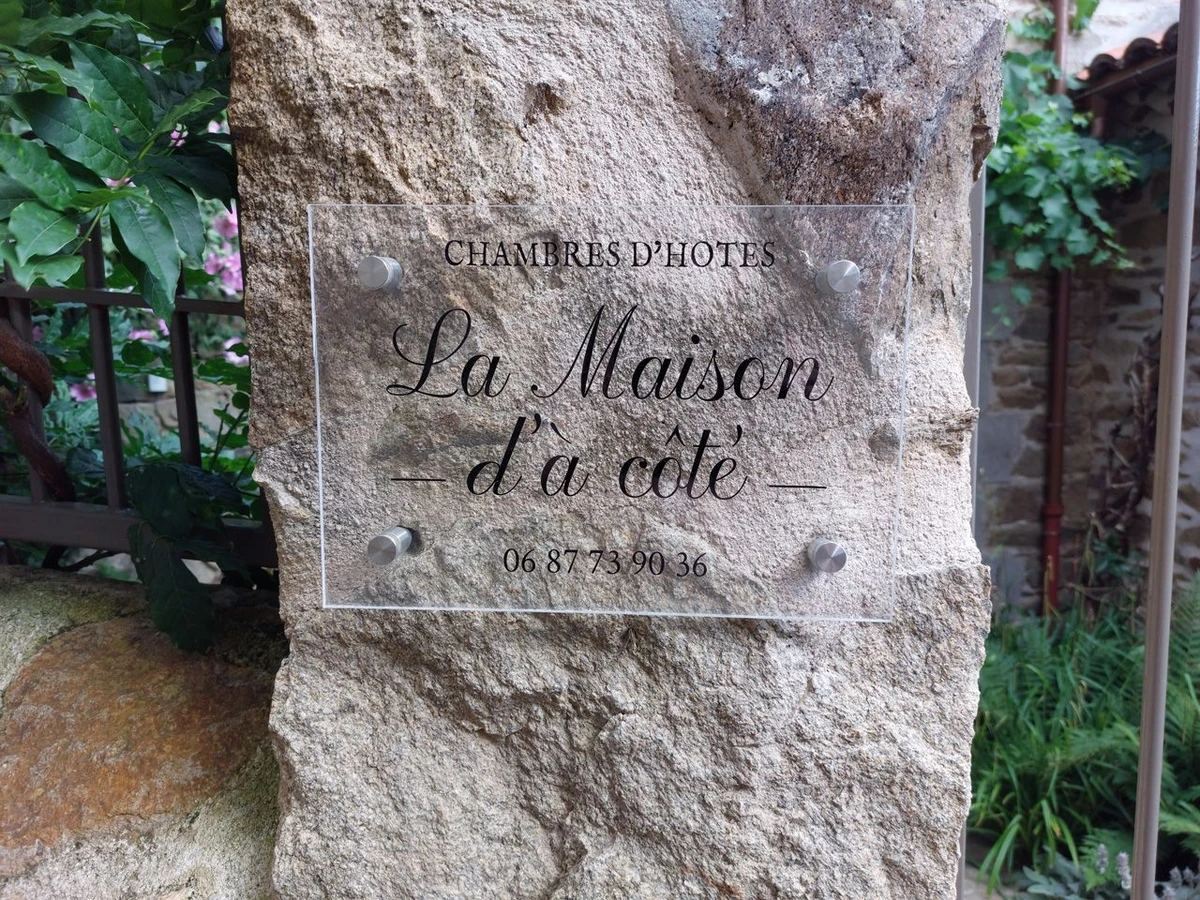 CHAMBRES D'HOTES
La Maison
— d'à côté —
06 87 73 90 36